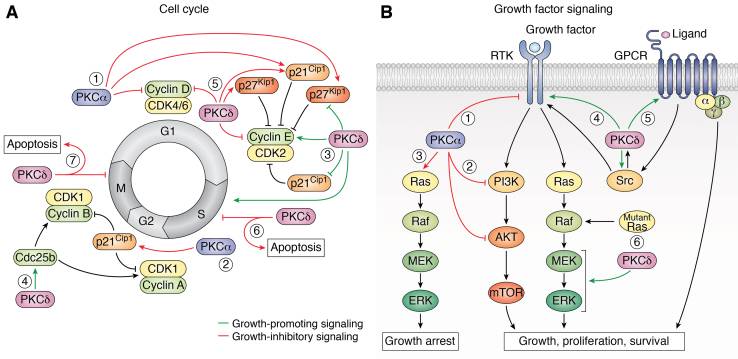 A
Cell cycle
1
PKCα
Cyclin D
CDK4/6
5
PKCδ
p27Kip1
p21Cip1
p27Kip1
Cyclin E
CDK2
PKCδ
3
p21Cip1
Apoptosis
7
PKCδ
G1
M
G2
S
CDK1
Cyclin B
p21Cip1
PKCα
2
PKCδ
6
Apoptosis
Cdc25b
4
PKCδ
CDK1
Cyclin A
Growth-promoting signaling
Growth-inhibitory signaling
B
Growth factor signaling
Growth factor
RTK
GPCR
Ligand
α
β
γ
1
4
5
PKCα
PKCδ
3
2
Ras
PI3K
Ras
Src
Raf
AKT
Raf
Mutant
Ras
6
MEK
MEK
PKCδ
ERK
mTOR
ERK
Growth arrest
Growth, proliferation, survival